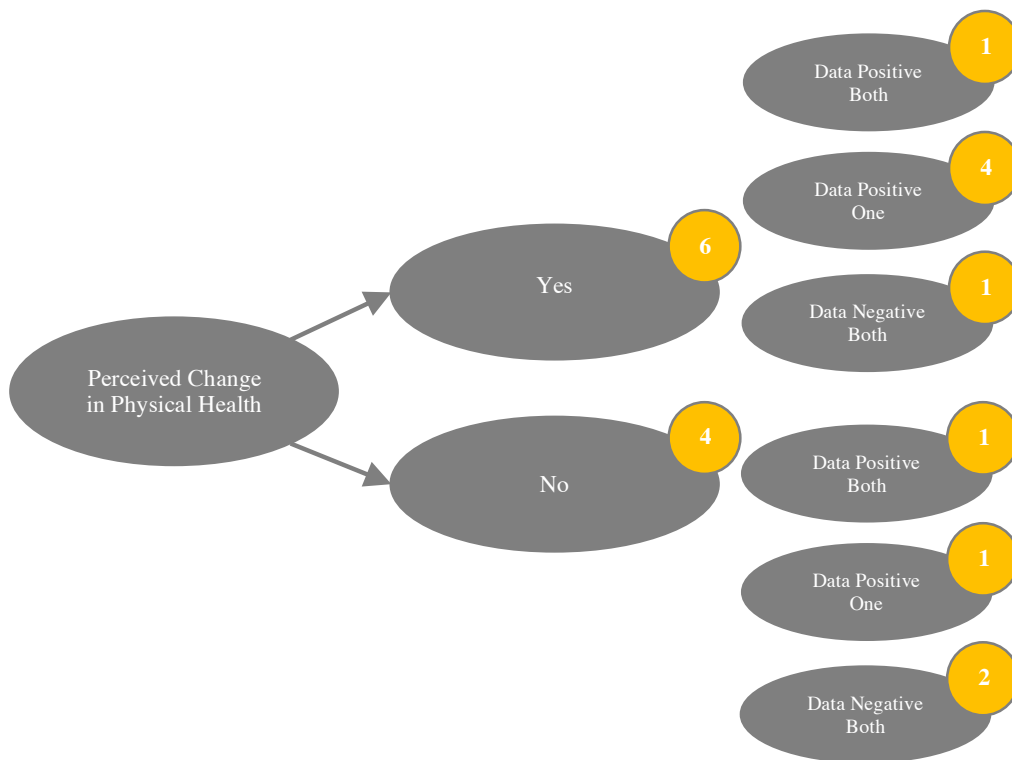 Perceived Change
in Physical Health
Yes
6
No
4
Data Positive
Both
1
Data Positive
One
4
Data Negative
Both
1
Data Positive
Both
1
Data Positive
One
1
Data Negative
Both
2